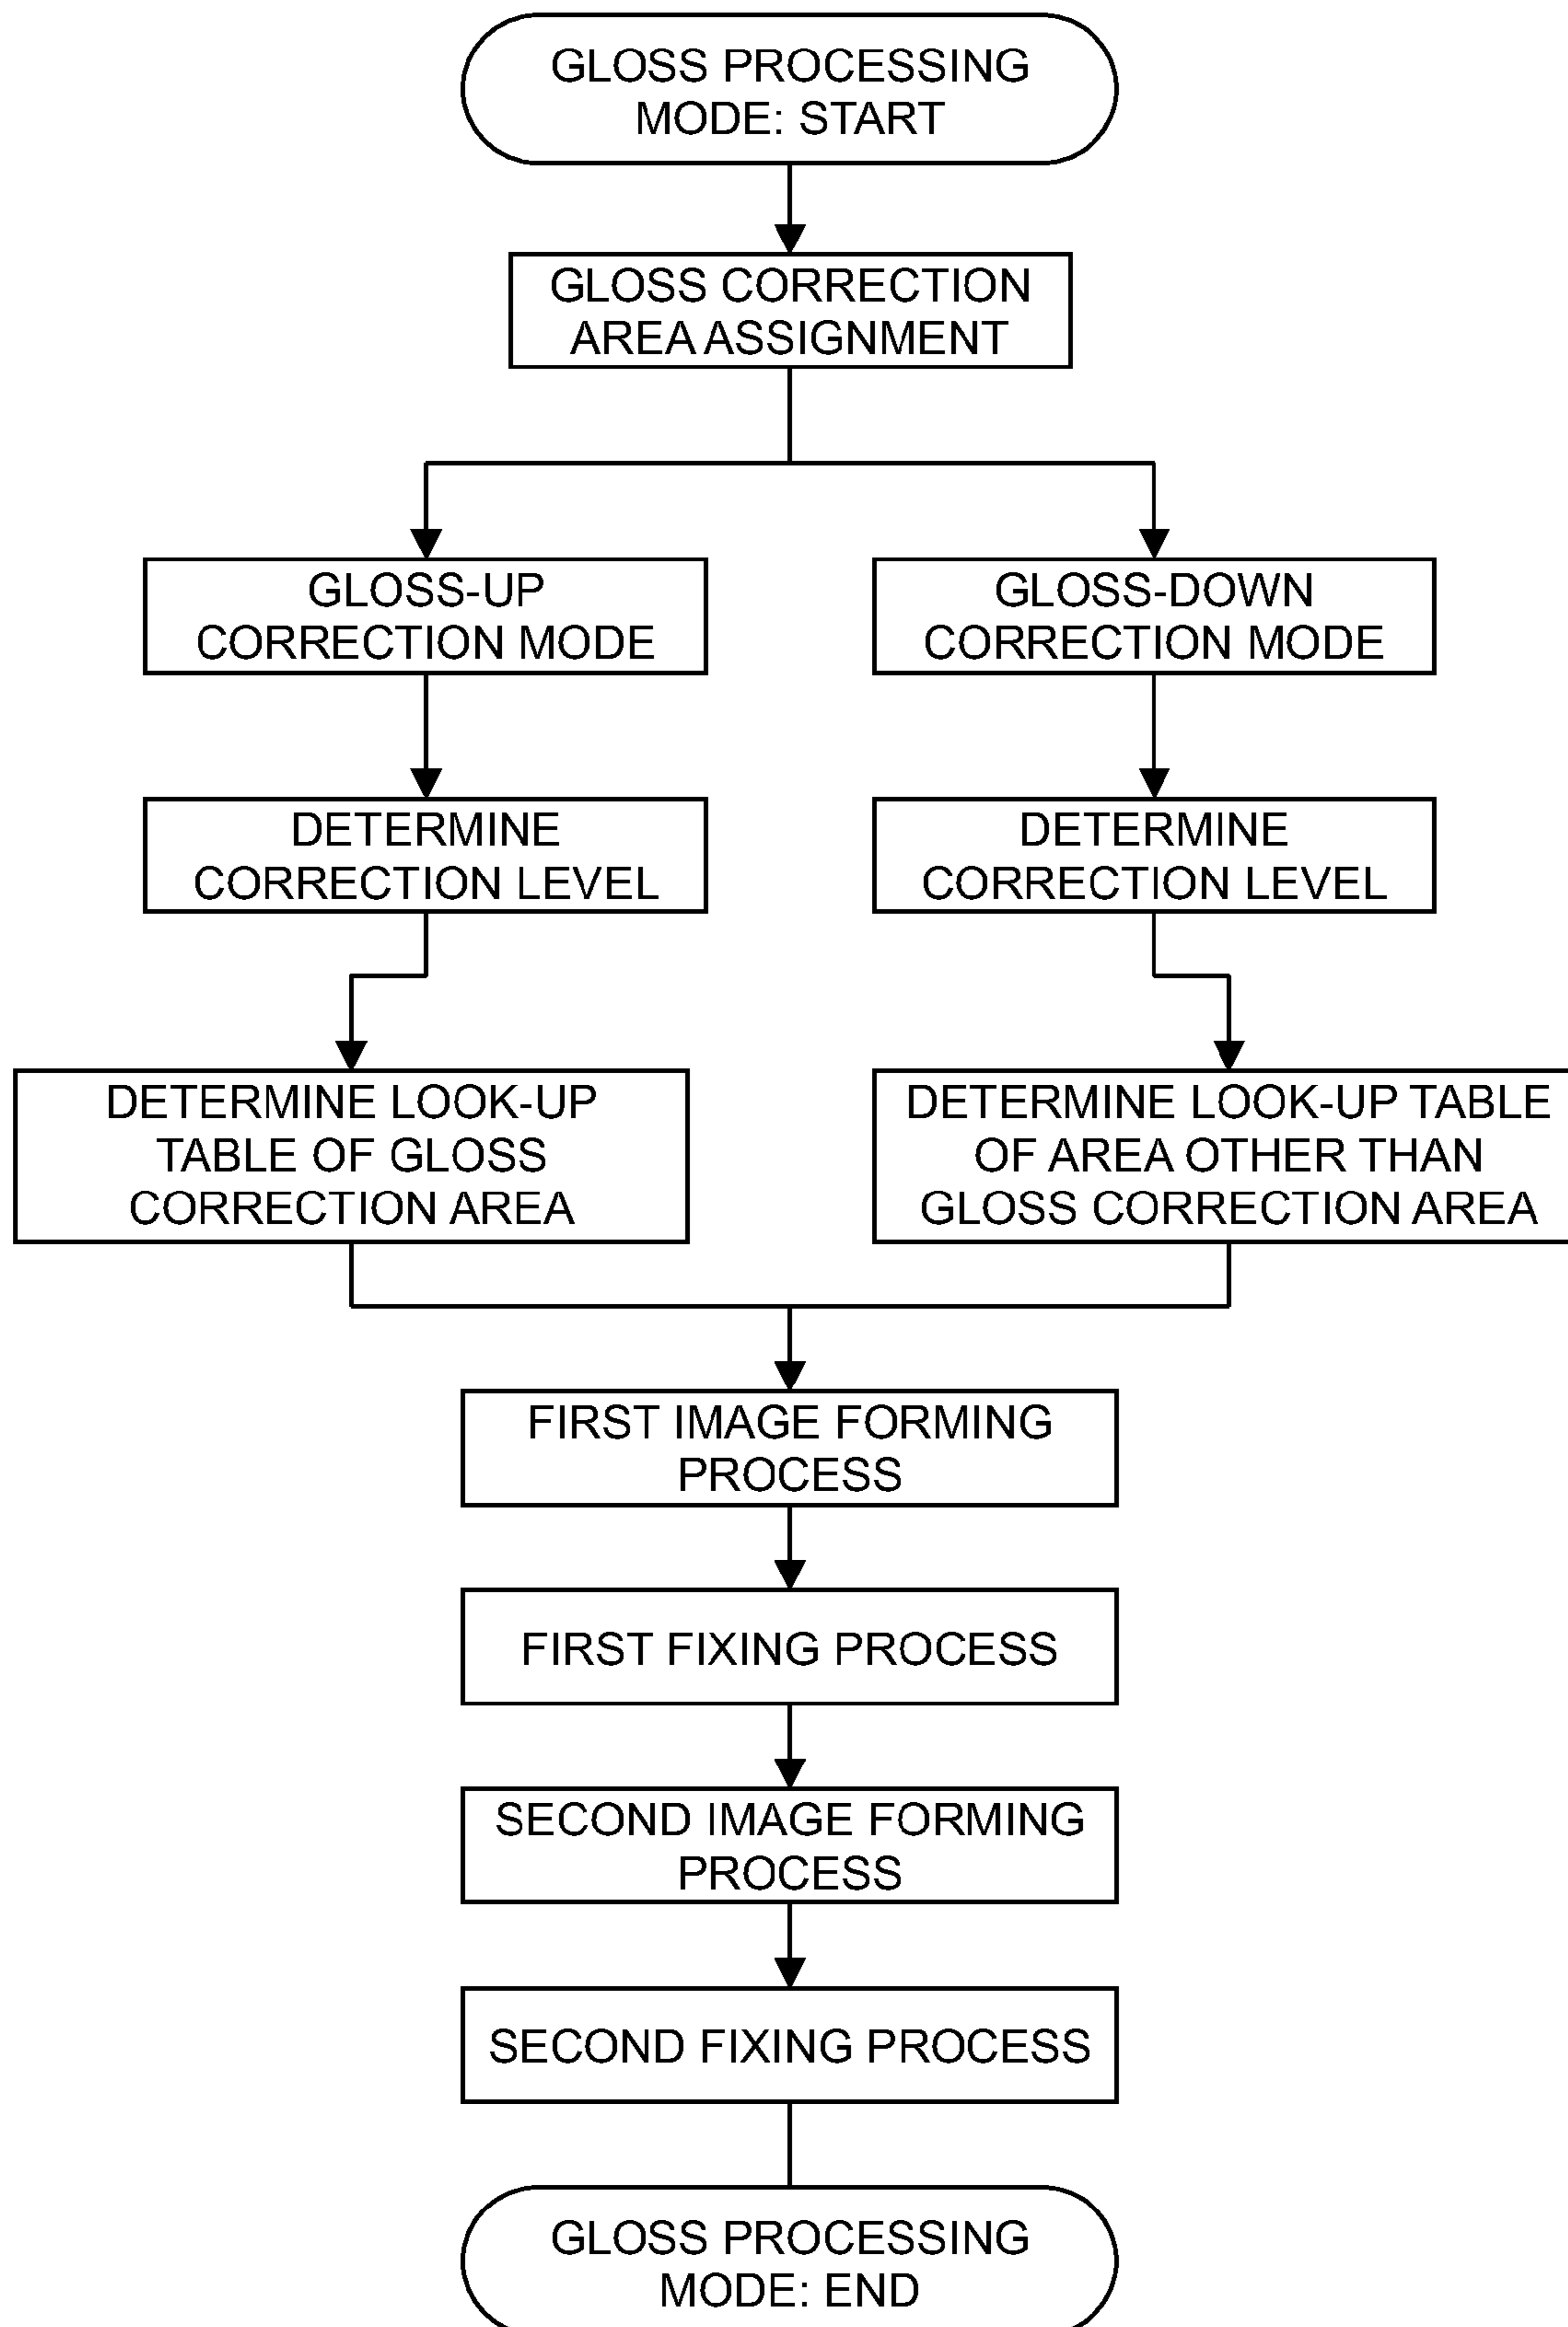 GLOSS PROCESSING
MODE: START
GLOSS CORRECTION
AREA ASSIGNMENT
GLOSS-UP
CORRECTION MODE
GLOSS-DOWN
CORRECTION MODE
DETERMINE
CORRECTION LEVEL
DETERMINE
CORRECTION LEVEL
DETERMINE LOOK-UP
TABLE OF GLOSS
CORRECTION AREA
DETERMINE LOOK-UP TABLE
OF AREA OTHER THAN
GLOSS CORRECTION AREA
FIRST IMAGE FORMING
PROCESS
FIRST FIXING PROCESS
SECOND IMAGE FORMING
PROCESS
SECOND FIXING PROCESS
GLOSS PROCESSING
MODE: END